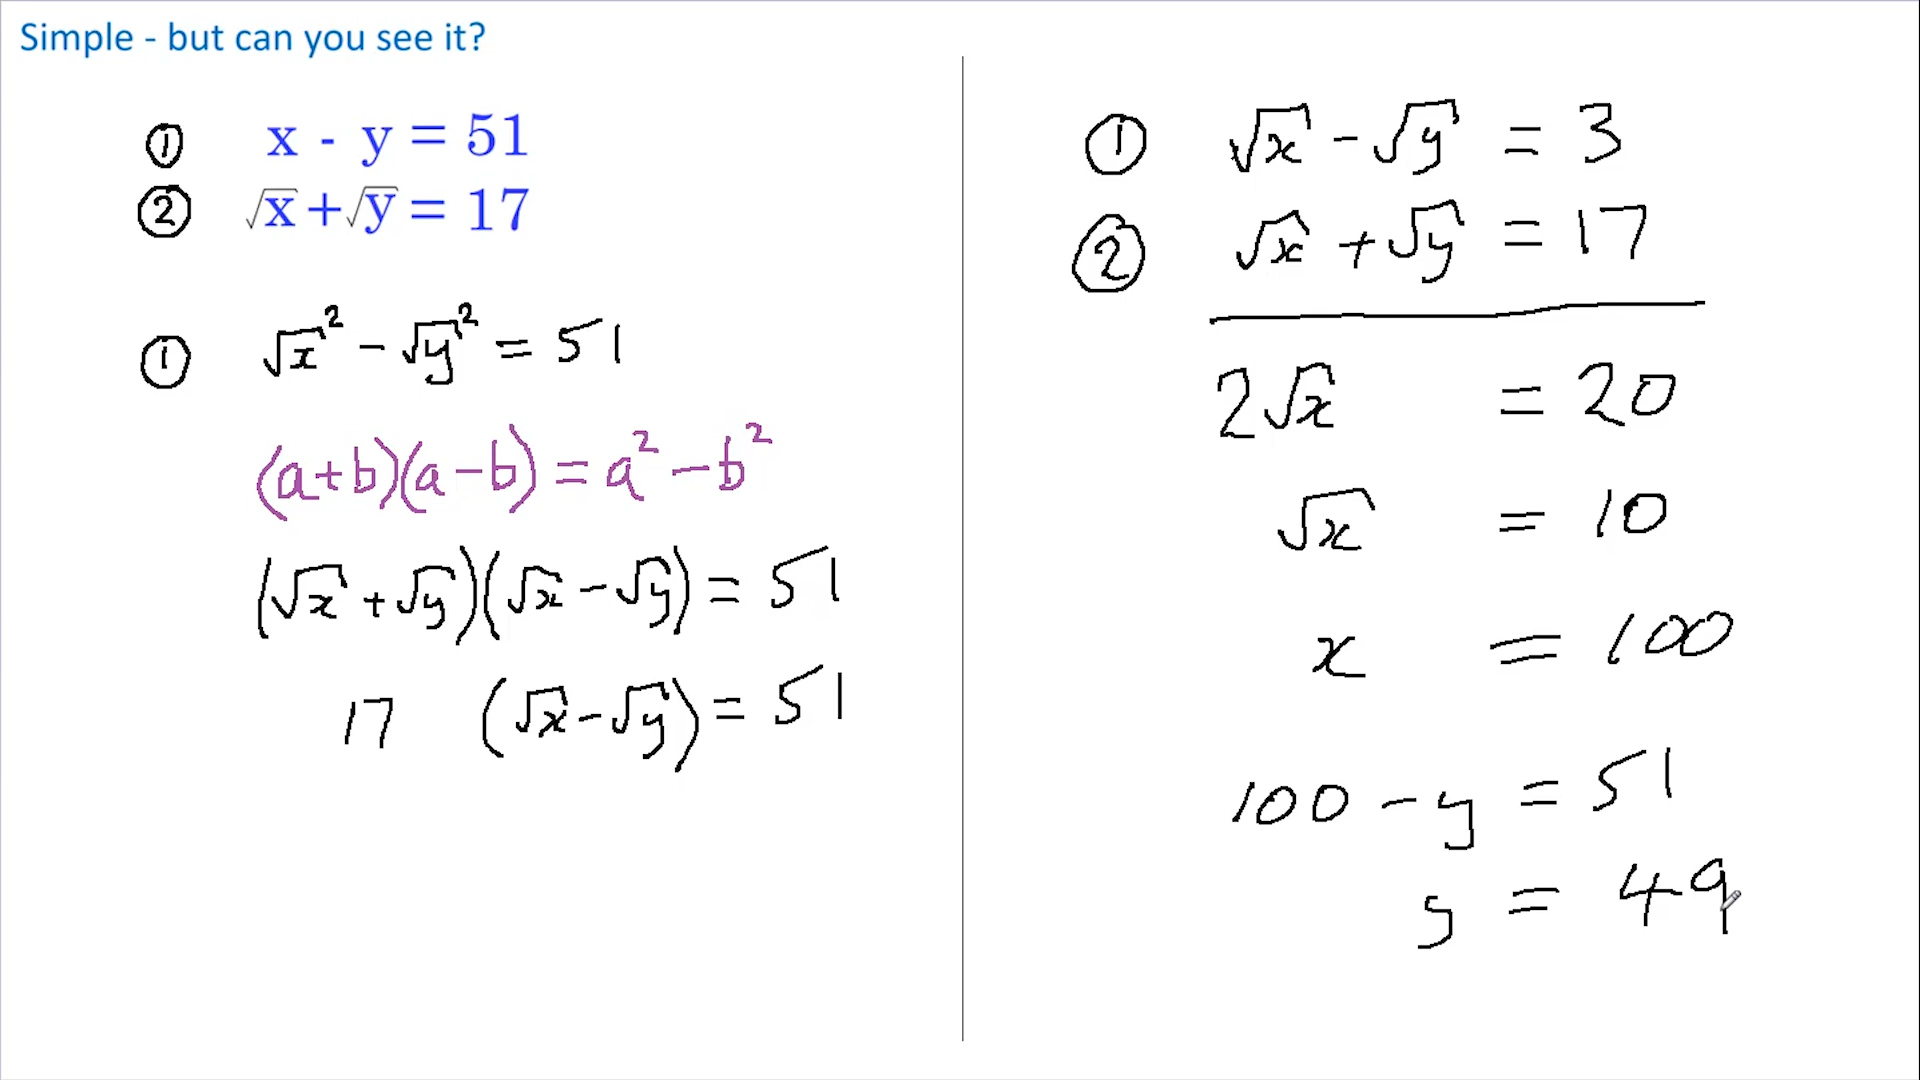 Simple - but can you see it?
① x - y = 51
② √x + √y = 17
① √x² - √y² = 51
(a+b)(a-b) = a² - b²
(√x + √y)(√x - √y) = 51
17 (√x - √y) = 51
① √x - √y = 3
② √x + √y = 17
2√x = 20
√x = 10
x = 100
100 - y = 51
y = 49